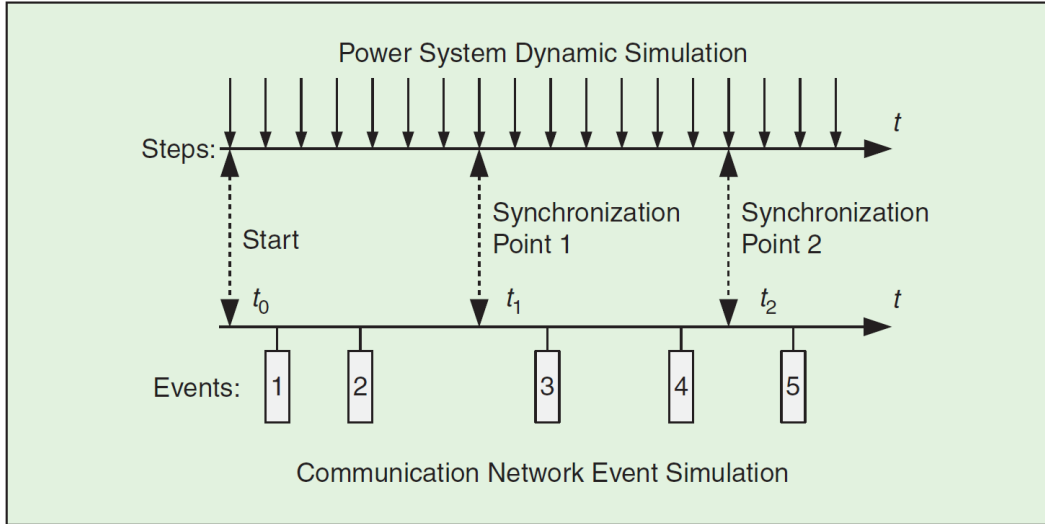 Power System Dynamic Simulation
t
Steps:
Start
Synchronization
Point 1
Synchronization
Point 2
t0
t1
t2
t
Events:
1
2
3
4
5
Communication Network Event Simulation